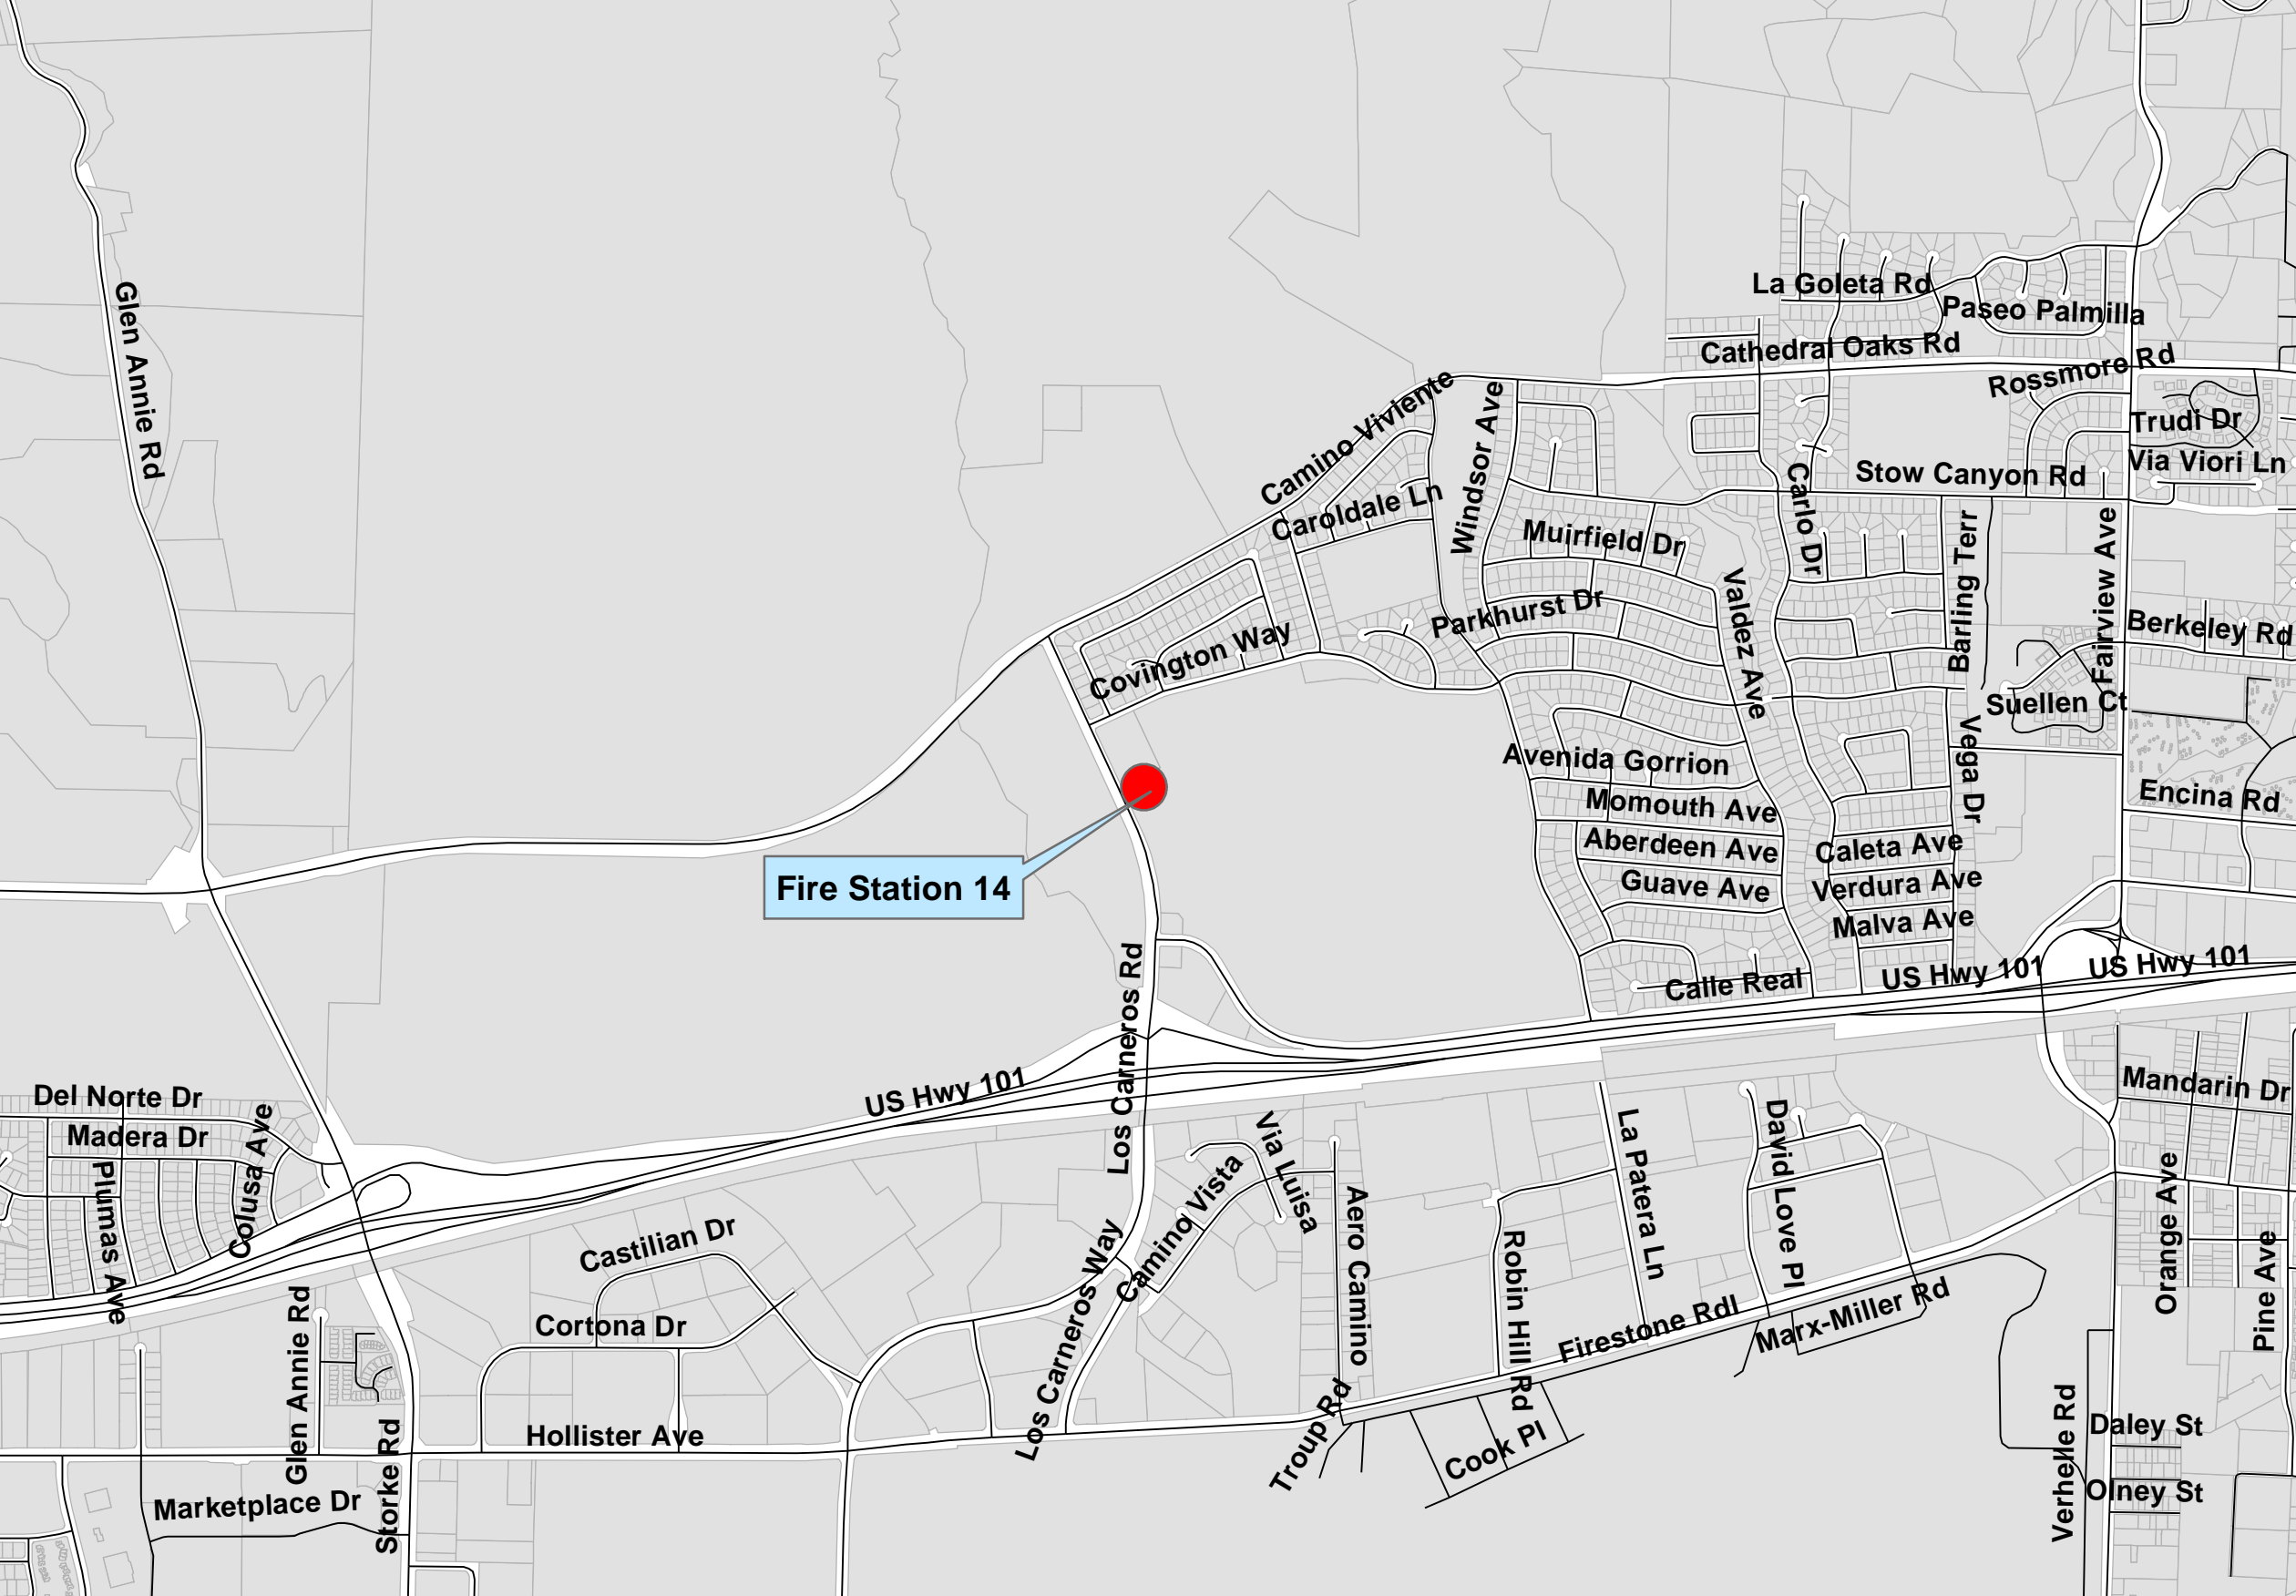 La Goleta Rd
Paseo Palmilla
Glen Annie Rd
Cathedral Oaks Rd
Rossmore Rd
Camino Viviente
Windsor Ave
Trudi Dr
Via Viori Ln
Stow Canyon Rd
Caroldale Ln
Carlo Dr
Muirfield Dr
Barling Terr
Fairview Ave
Valdez Ave
Parkhurst Dr
Berkeley Rd
Covington Way
Suellen Ct
Vega Dr
Avenida Gorrion
Momouth Ave
Encina Rd
Aberdeen Ave
Caleta Ave
Fire Station 14
Guave Ave
Verdura Ave
Malva Ave
Los Carneros Rd
Calle Real
US Hwy 101
US Hwy 101
US Hwy 101
Del Norte Dr
Madera Dr
Colusa Ave
Plumas Ave
Mandarin Dr
Via Luisa
La Patera Ln
David Love Pl
Camino Vista
Castilian Dr
Aero Camino
Orange Ave
Robin Hill Rd
Pine Ave
Los Carneros Way
Glen Annie Rd
Cortona Dr
Firestone Rdl
Marx-Miller Rd
Hollister Ave
Storke Rd
Troup Rd
Cook Pl
Verhelle Rd
Daley St
Marketplace Dr
Olney St